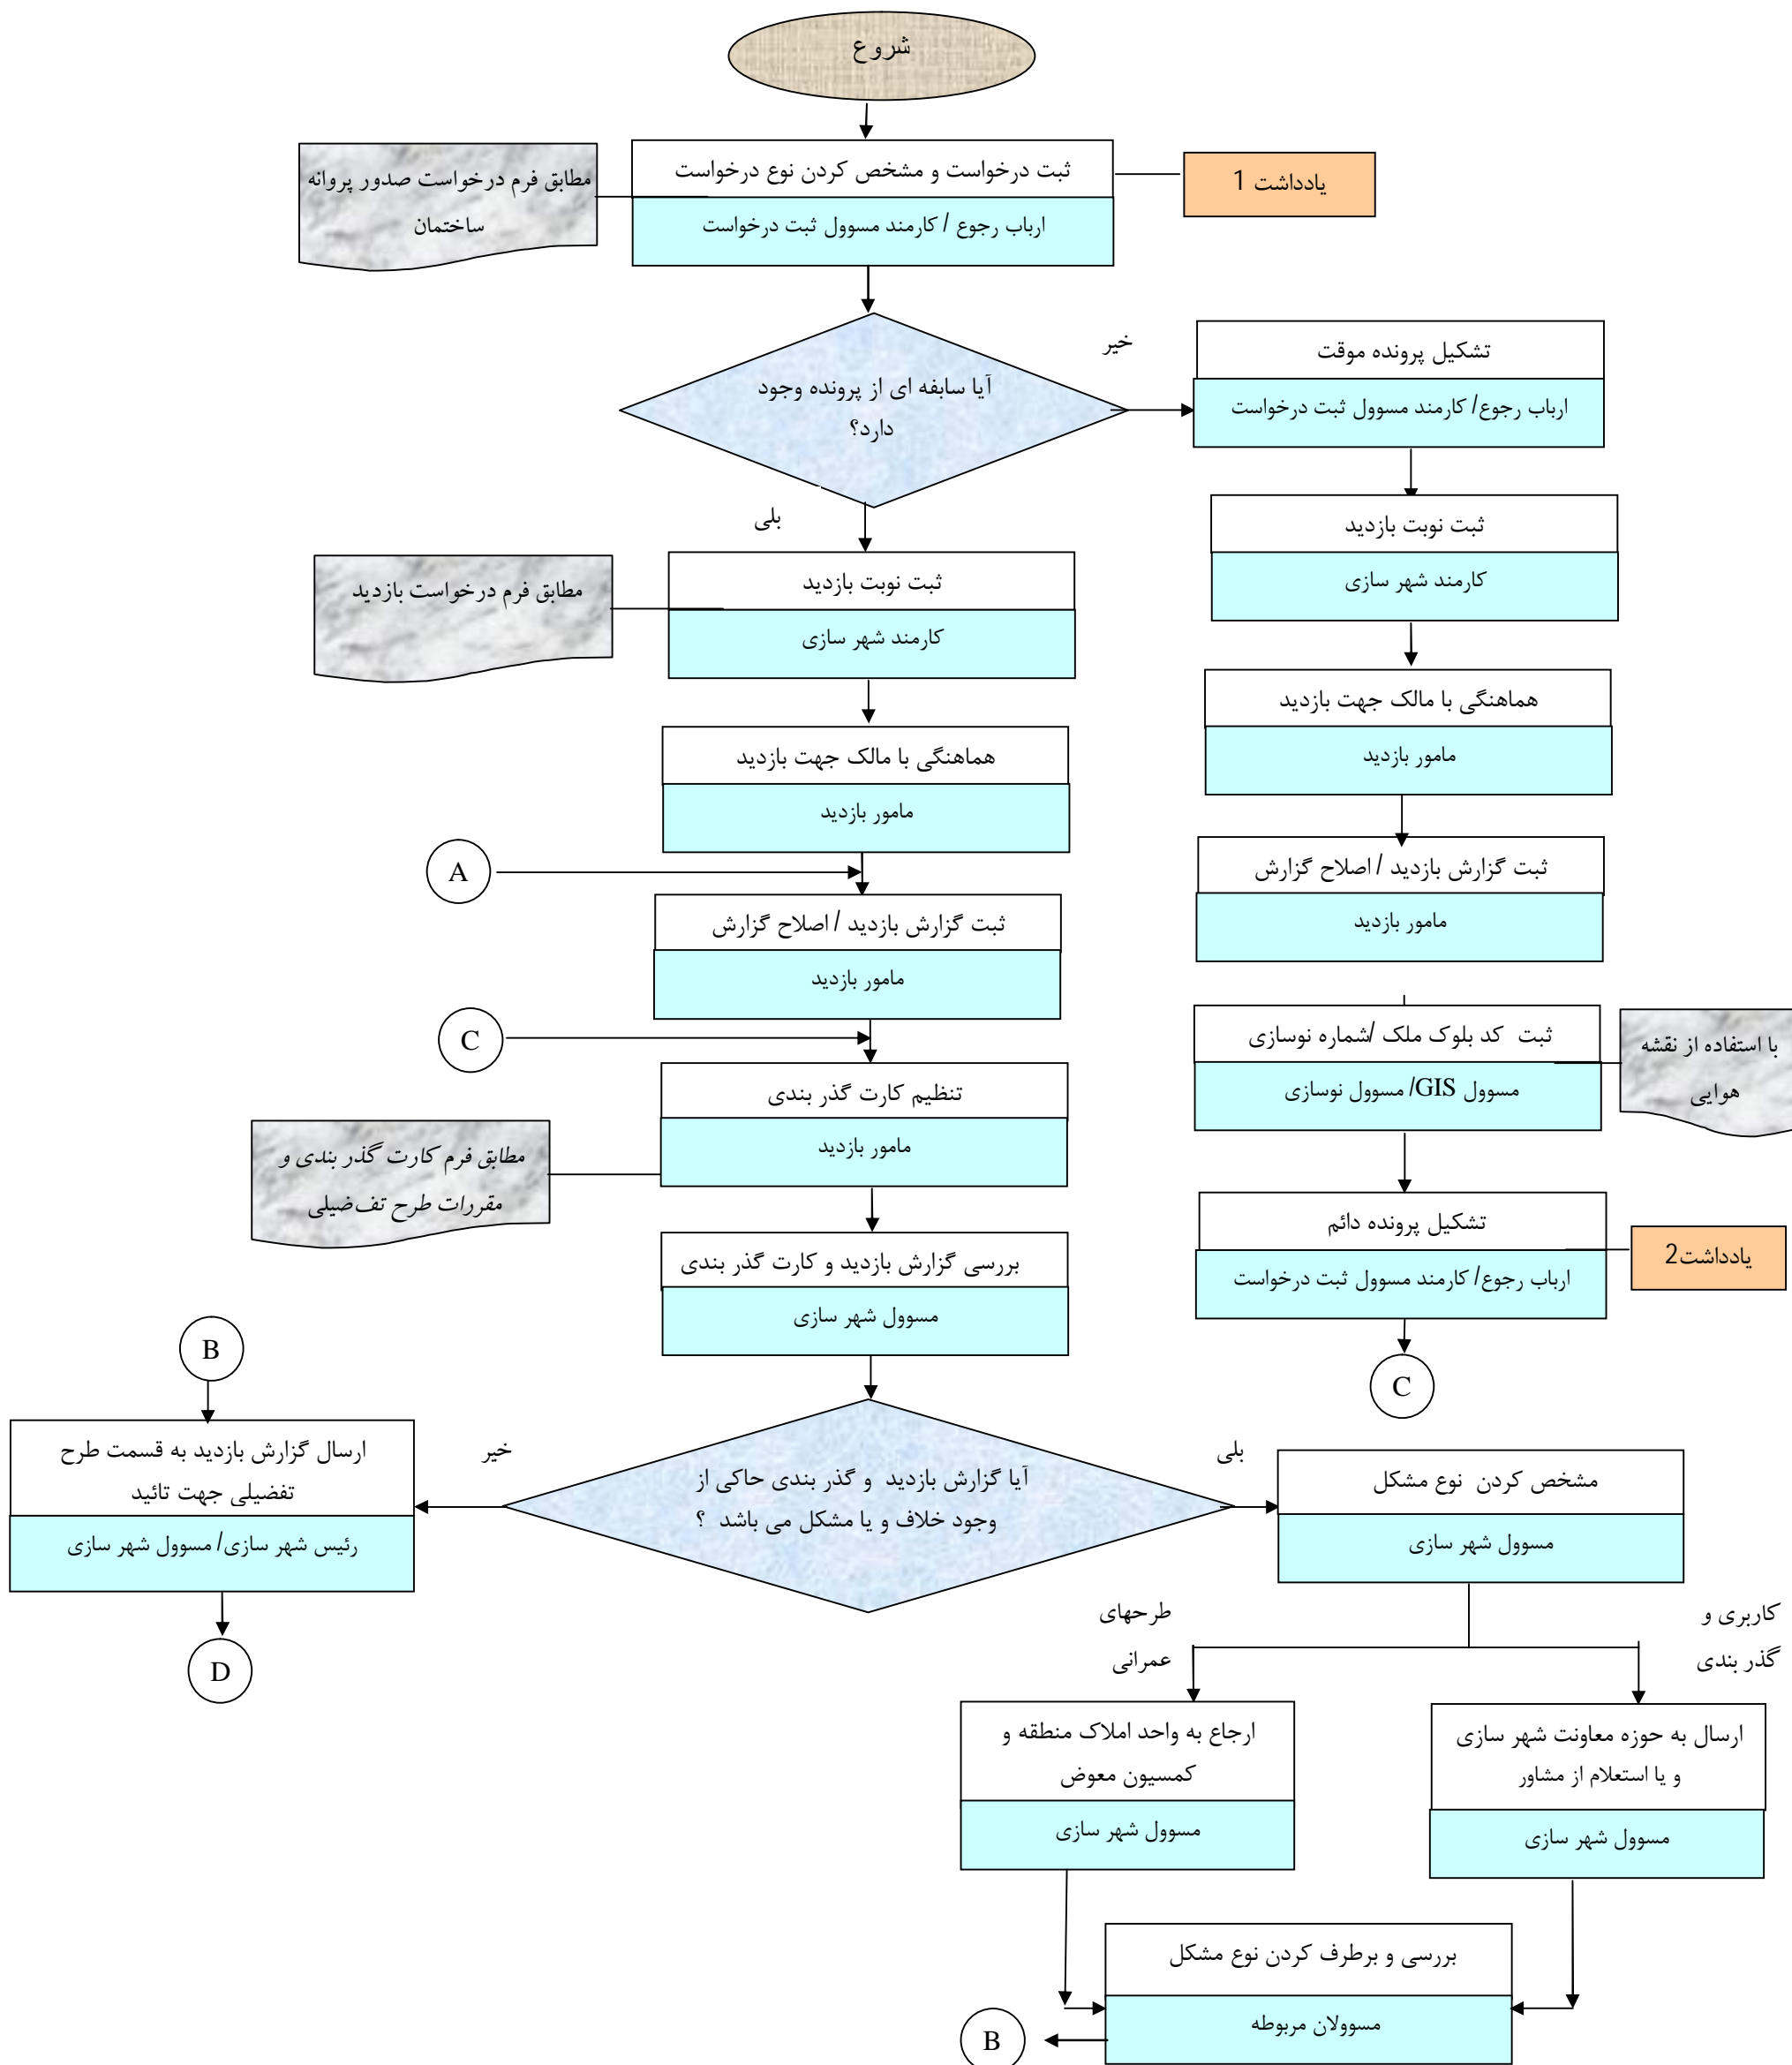 شروع
ثبت درخواست و مشخص کردن نوع درخواست
ارباب رجوع / کارمند مسوول ثبت درخواست
یادداشت 1
مطابق فرم درخواست صدور پروانه
ساختمان
آیا سابفه ای از پرونده وجود
دارد؟
خیر
بلی
تشکیل پرونده موقت
ارباب رجوع/ کارمند مسوول ثبت درخواست
ثبت نوبت بازدید
کارمند شهر سازی
هماهنگی با مالک جهت بازدید
مامور بازدید
ثبت گزارش بازدید / اصلاح گزارش
مامور بازدید
ثبت کد بلوک ملک /شماره نوسازی
مسوول GIS/ مسوول نوسازی
با استفاده از نقشه
هوایی
تشکیل پرونده دائم
ارباب رجوع/ کارمند مسوول ثبت درخواست
یادداشت2
C
ثبت نوبت بازدید
کارمند شهر سازی
مطابق فرم درخواست بازدید
هماهنگی با مالک جهت بازدید
مامور بازدید
A
ثبت گزارش بازدید / اصلاح گزارش
مامور بازدید
C
تنظیم کارت گذر بندی
مامور بازدید
مطابق فرم کارت گذر بندی و
مقررات طرح تف ضیلی
بررسی گزارش بازدید و کارت گذر بندی
مسوول شهر سازی
آیا گزارش بازدید و گذر بندی حاکی از
وجود خلاف و یا مشکل می باشد ؟
خیر
بلی
B
ارسال گزارش بازدید به قسمت طرح
تفضیلی جهت تائید
رئیس شهر سازی/ مسوول شهر سازی
D
مشخص کردن نوع مشکل
مسوول شهر سازی
کاربری و
گذر بندی
طرحهای
عمرانی
ارسال به حوزه معاونت شهر سازی
و یا استعلام از مشاور
مسوول شهر سازی
ارجاع به واحد املاک منطقه و
کمسیون معوض
مسوول شهر سازی
بررسی و برطرف کردن نوع مشکل
مسوولان مربوطه
B